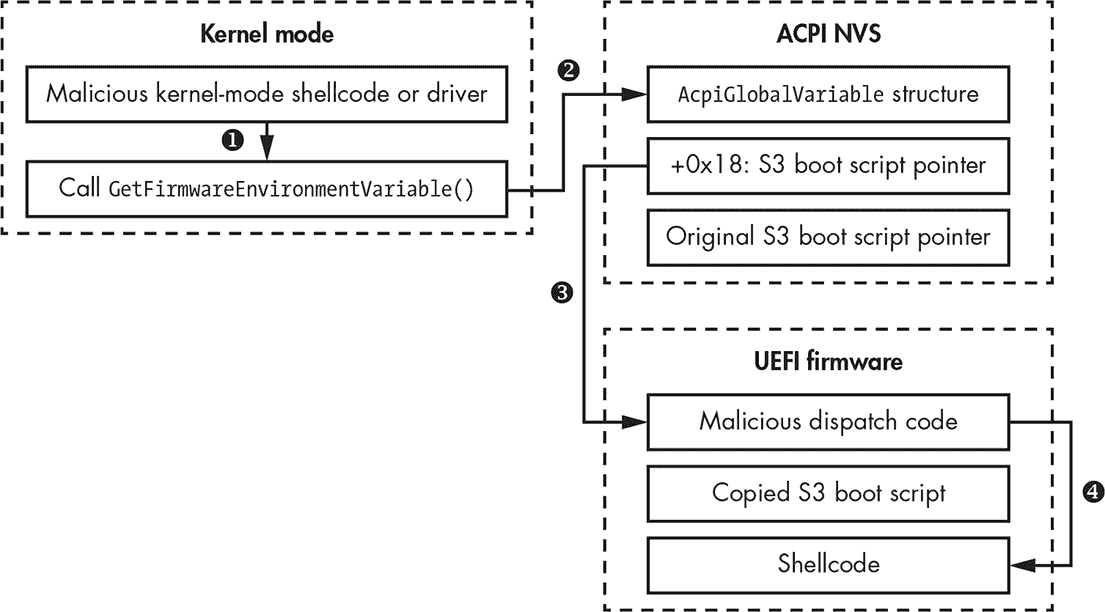 Kernel mode
Malicious kernel-mode shellcode or driver
❶
Call GetFirmwareEnvironmentVariable()
❷
ACPI NVS
AcpiGlobalVariable structure
+0x18: S3 boot script pointer
Original S3 boot script pointer
❸
UEFI firmware
Malicious dispatch code
Copied S3 boot script
❹
Shellcode